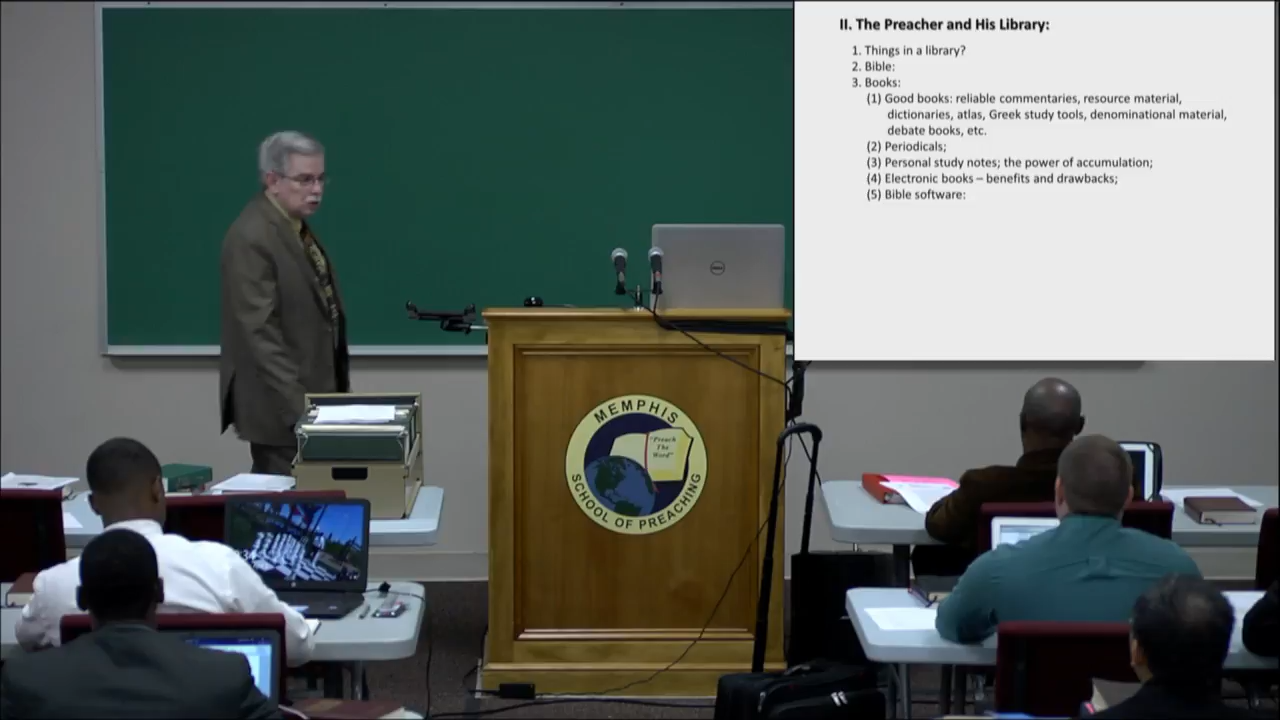 II. The Preacher and His Library:
1. Things in a library?
2. Bible:
3. Books:
(1) Good books: reliable commentaries, resource material,
dictionaries, atlas, Greek study tools, denominational material,
debate books, etc.
(2) Periodicals;
(3) Personal study notes; the power of accumulation;
(4) Electronic books – benefits and drawbacks;
(5) Bible software:
DELL
MEMPHIS
"Preach
The
Word"
SCHOOL OF PREACHING